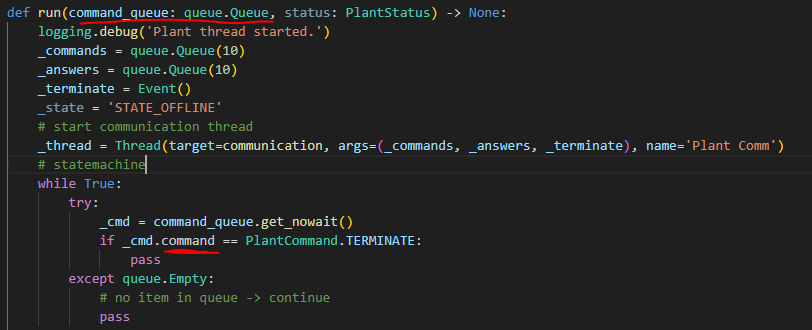 def run(command_queue: queue.Queue, status: PlantStatus) -> None:
    logging.debug('Plant thread started.')
    _commands = queue.Queue(10)
    _answers = queue.Queue(10)
    _terminate = Event()
    _state = 'STATE_OFFLINE'
    # start communication thread
    _thread = Thread(target=communication, args=(_commands, _answers, _terminate), name='Plant Comm')
    # statemachine
    while True:
        try:
            _cmd = command_queue.get_nowait()
            if _cmd.command == PlantCommand.TERMINATE:
                pass
        except queue.Empty:
            # no item in queue -> continue
            pass